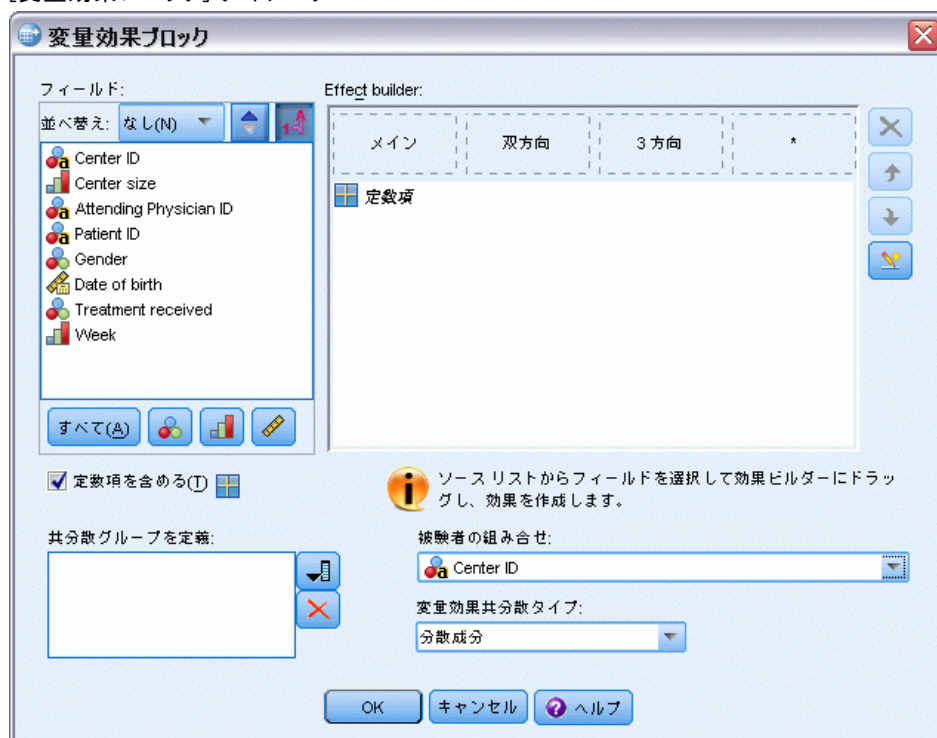 変量効果ブロック
フィールド:
並べ替え: なし(N)
Center ID
Center size
Attending Physician ID
Patient ID
Gender
Date of birth
Treatment received
Week
すべて(A)
Effect builder:
メイン
双方向
3 方向
*
定数項
定数項を含める(T)
ソース リストからフィールドを選択して効果ビルダーにドラッ
グし、効果を作成します。
共分散グループを定義:
被験者の組み合せ:
Center ID
変量効果共分散タイプ:
分散成分
OK
キャンセル
ヘルプ